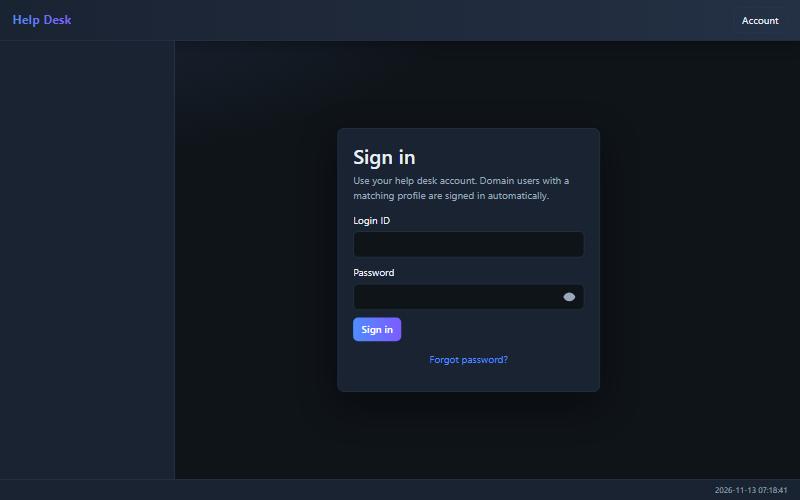 Help Desk
Account
Sign in
Use your help desk account. Domain users with a
matching profile are signed in automatically.
Login ID
Password
Sign in
Forgot password?
2026-11-13 07:18:41